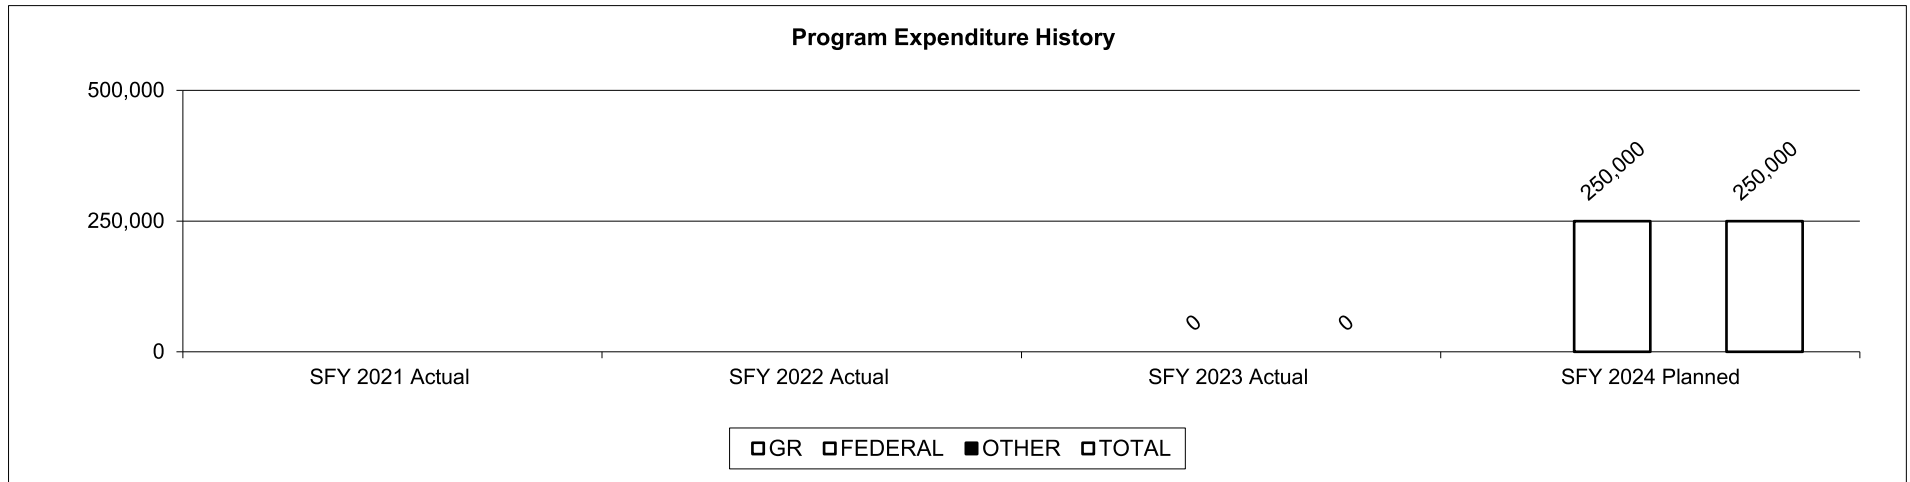 Program Expenditure History
500,000
250,000
0
250,000
250,000
0
0
SFY 2021 Actual
SFY 2022 Actual
SFY 2023 Actual
SFY 2024 Planned
GR FEDERAL OTHER TOTAL